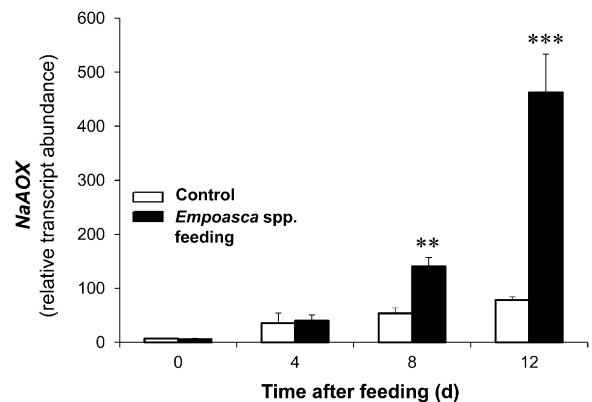 600
500
400
300
200
100
0
NaAOX
(relative transcript abundance)
Control
Empoasca spp.
feeding
**
***
0 4 8 12
Time after feeding (d)